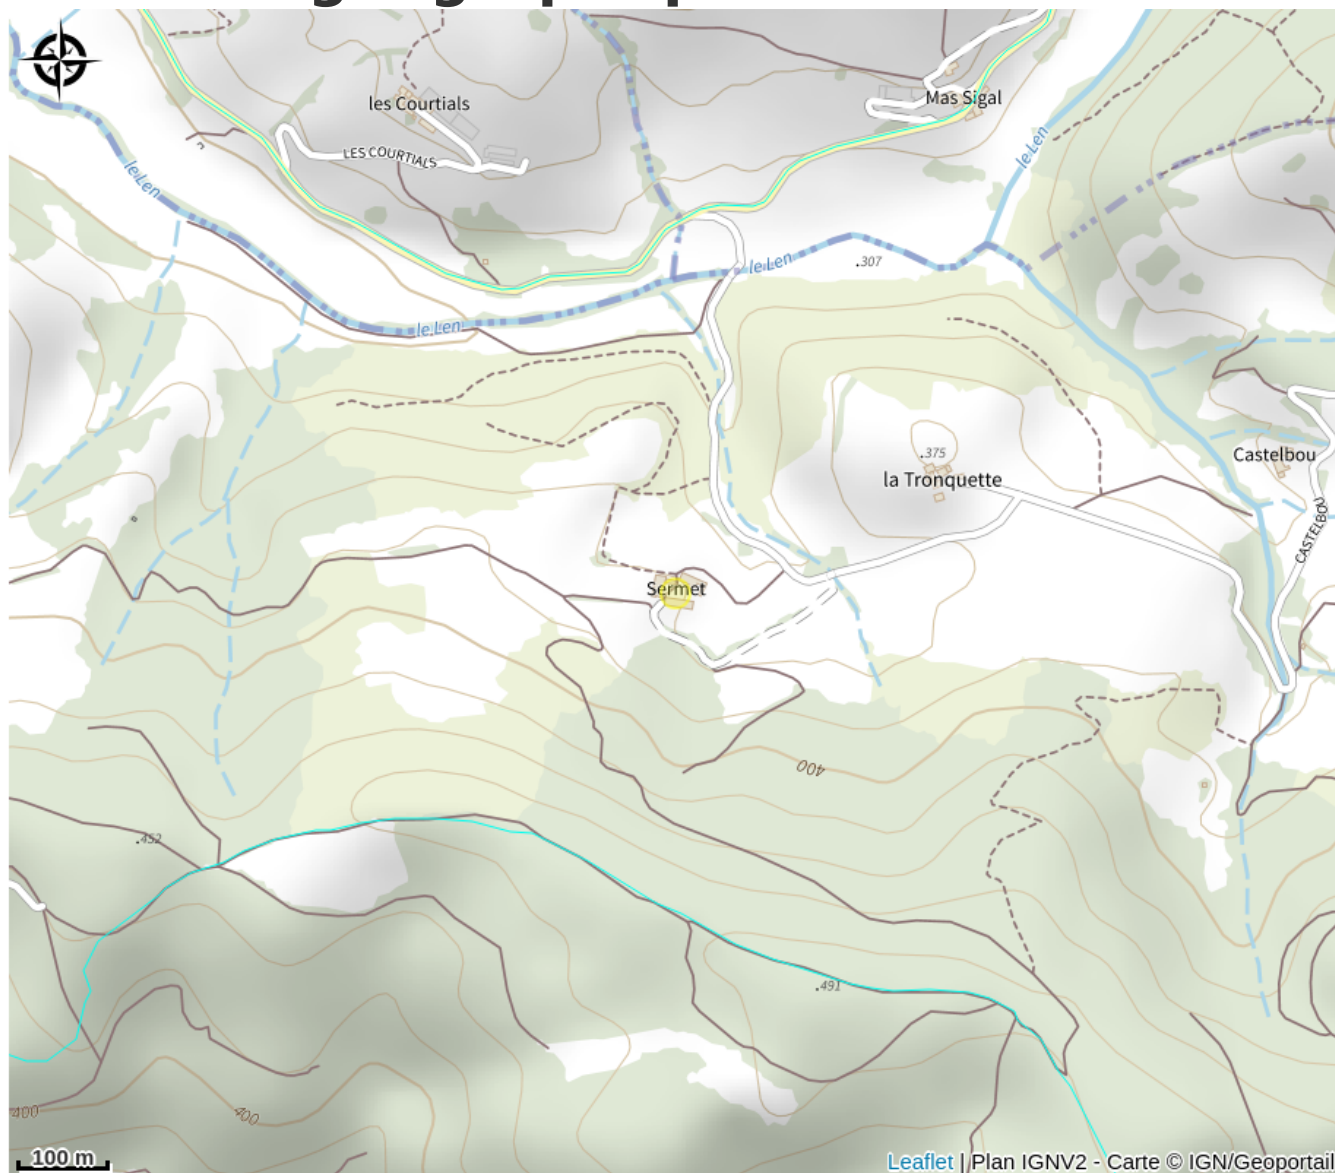 les Courtials
Mas Sigal
LES COURTIALS
le Len
le Len
le Len
.307
le Len
.375
la Tronquette
Castelbou
CASTELBOU
Sermet
400
.452
.491
400
400
100 m
Leaflet | Plan IGNV2 - Carte © IGN/Geoportail